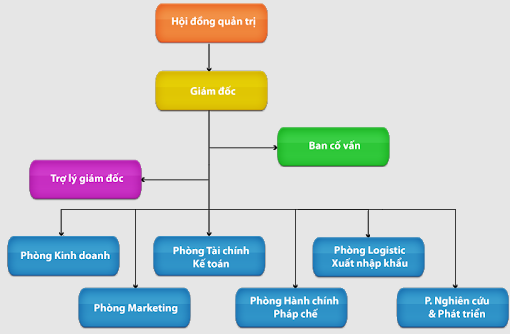 Hội đồng quản trị
Giám đốc
Ban cố vấn
Trợ lý giám đốc
Phòng Kinh doanh
Phòng Tài chính
Kế toán
Phòng Logistic
Xuất nhập khẩu
Phòng Marketing
Phòng Hành chính
Pháp chế
P. Nghiên cứu
& Phát triển